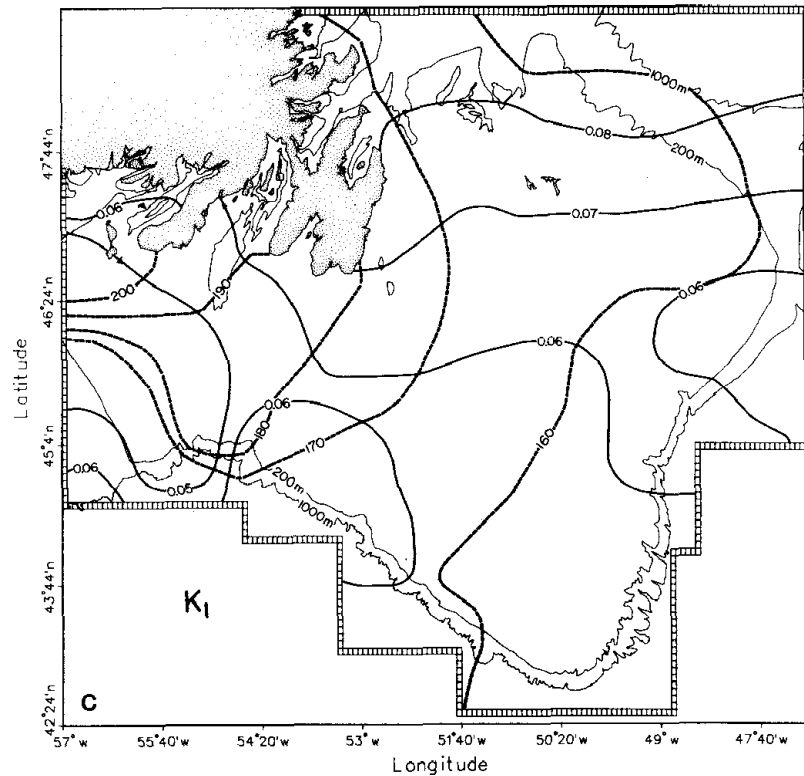 1000m
0.08
200m
47°44'n
0.06
0.07
200
190
46°24'n
0.06
0.06
Latitude
0.06
180
170
160
45°4'n
0.06
0.05
200m
1000m
43°44'n
K₁
C
42°24'n
57°w
55°40'w
54°20'w
53°w
51°40'w
50°20'w
49°w
47°40'w
Longitude